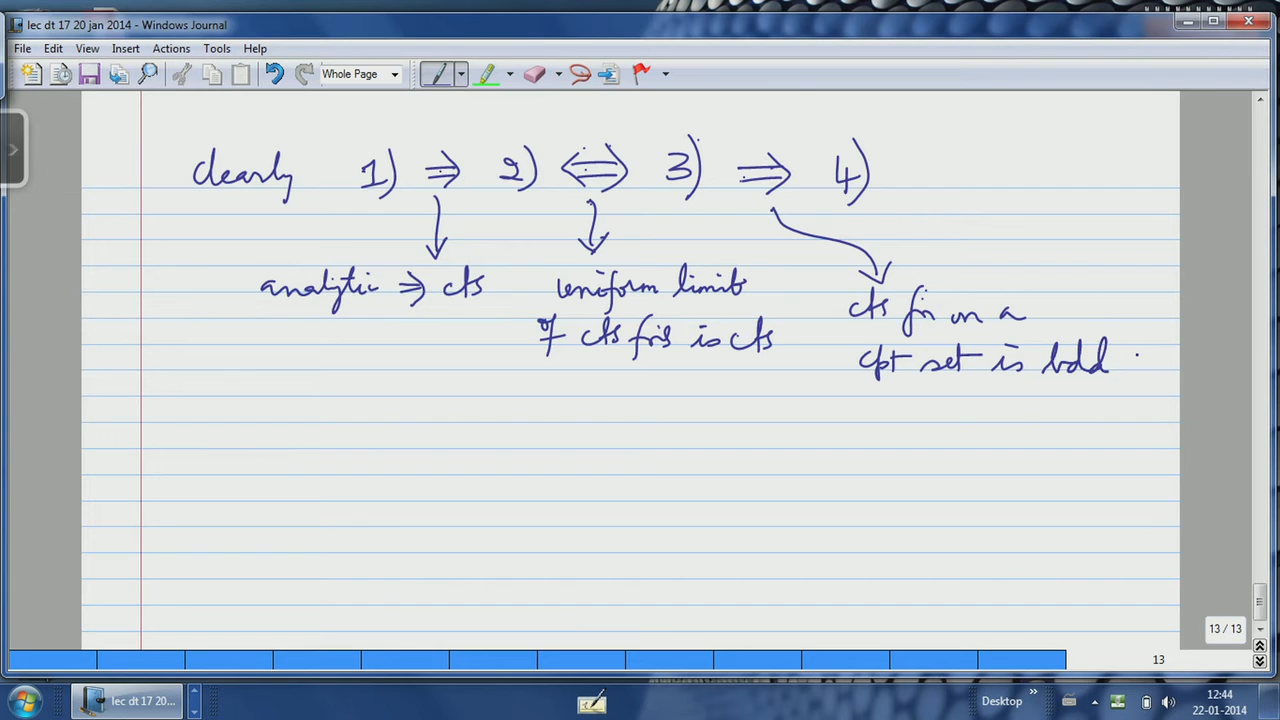 lec dt 17 20 jan 2014 - Windows Journal
File Edit View Insert Actions Tools Help
Whole Page
clearly 1) ⇒ 2) ⇔ 3) ⇒ 4)
analytic ⇒ cts
uniform limit
of cts fns is cts
cts fn on a
cpt set is bdd .
13 / 13
13
lec dt 17 20...
Desktop
»
12:44
22-01-2014